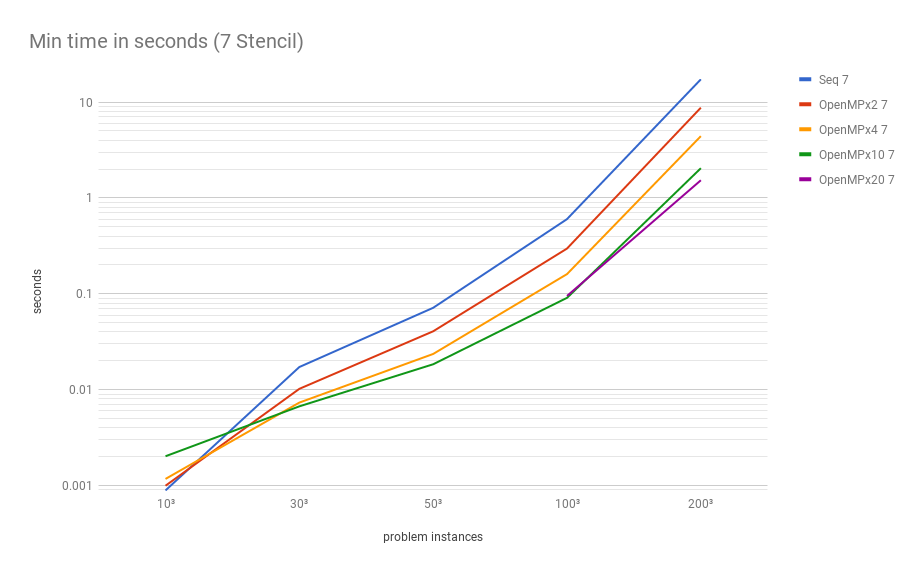 Min time in seconds (7 Stencil)
Seq 7
OpenMPx2 7
OpenMPx4 7
OpenMPx10 7
OpenMPx20 7
10
1
0.1
0.01
0.001
seconds
10³
30³
50³
100³
200³
problem instances